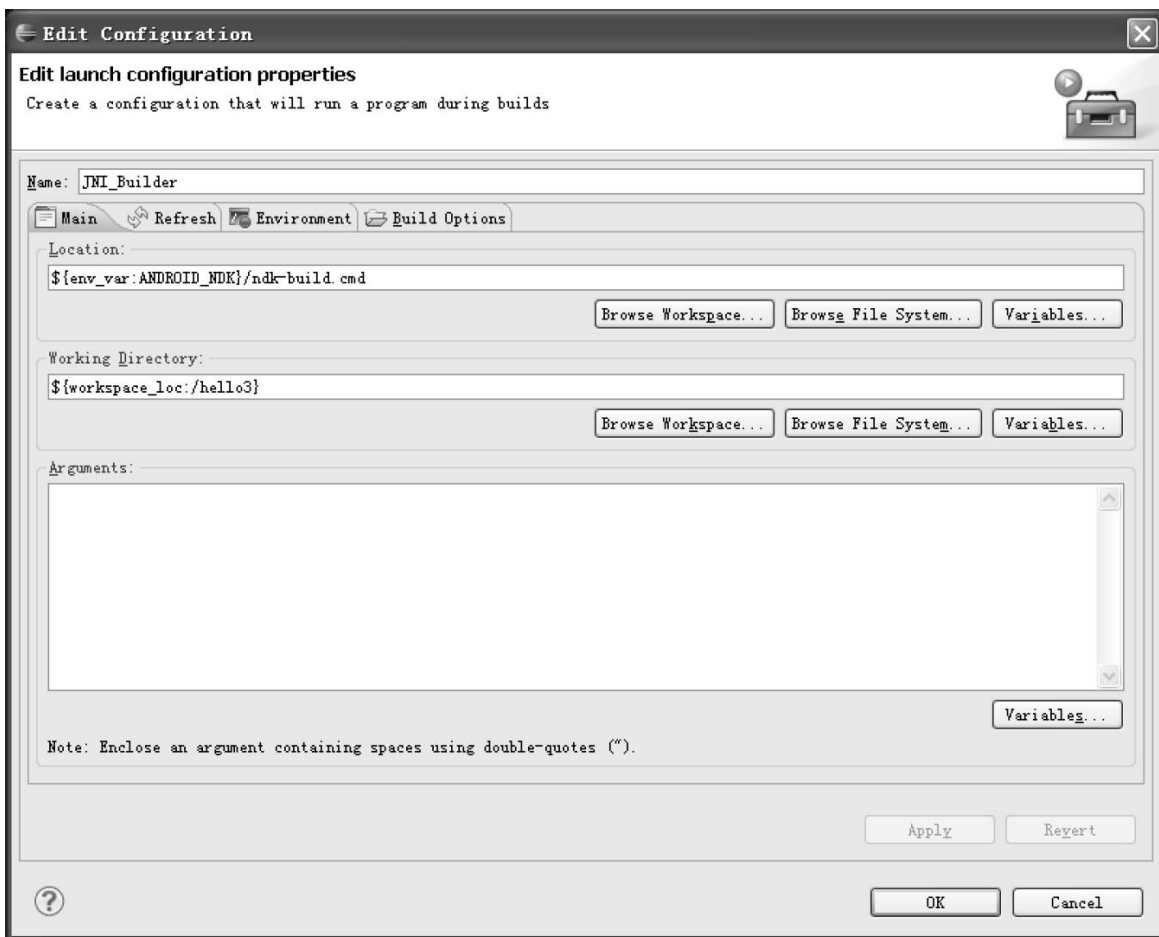 Edit Configuration
Edit launch configuration properties
Create a configuration that will run a program during builds
Name: JNI_Builder
Main Refresh Environment Build Options
Location:
${env_var:ANDROID_NDK}/ndk-build.cmd
Browse Workspace... Browse File System... Variables...
Working Directory:
${workspace_loc:/hello3}
Browse Workspace... Browse File System... Variables...
Arguments:
Variables...
Note: Enclose an argument containing spaces using double-quotes (").
Apply Revert
? OK Cancel